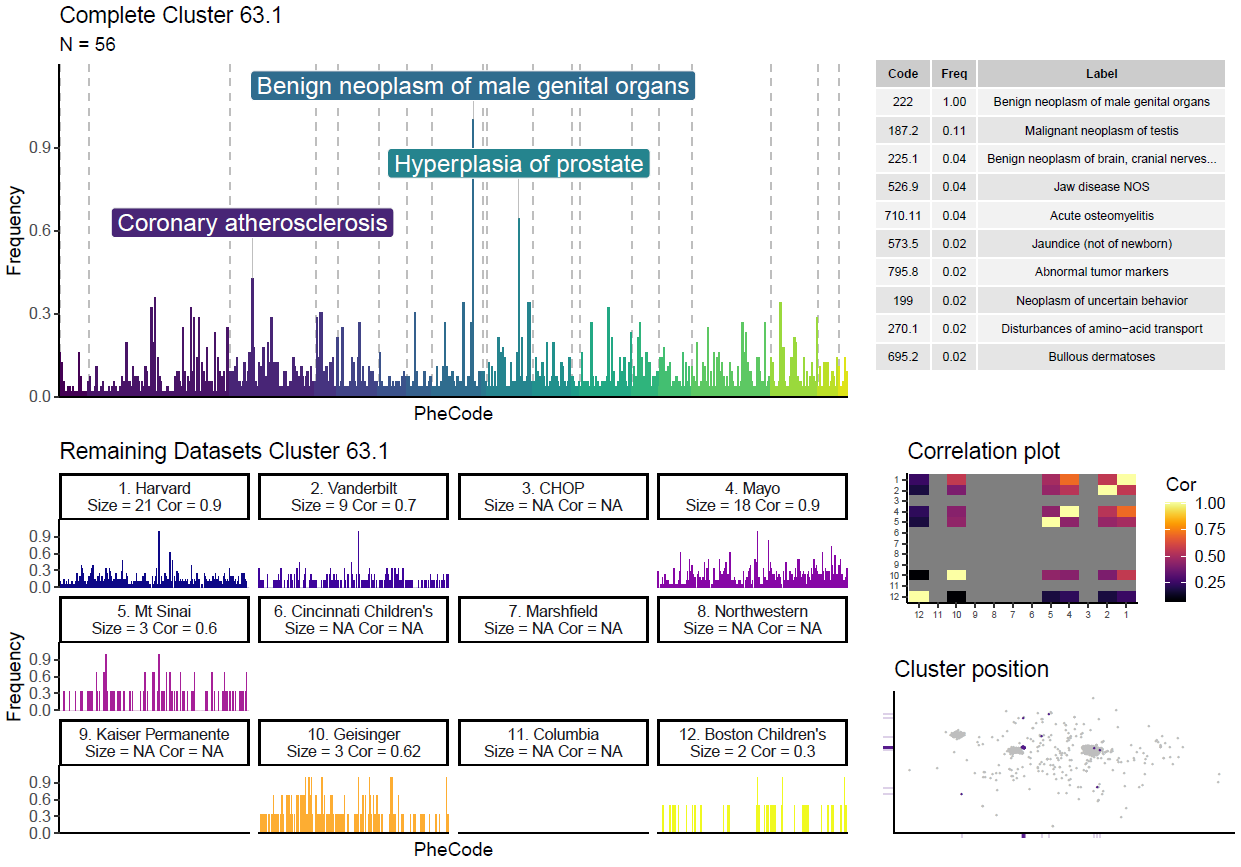 Complete Cluster 63.1
N = 56
Benign neoplasm of male genital organs
Hyperplasia of prostate
Coronary atherosclerosis
Frequency
0.9
0.6
0.3
0.0
PheCode
Code Freq Label
222 1.00 Benign neoplasm of male genital organs
187.2 0.11 Malignant neoplasm of testis
225.1 0.04 Benign neoplasm of brain, cranial nerves...
526.9 0.04 Jaw disease NOS
710.11 0.04 Acute osteomyelitis
573.5 0.02 Jaundice (not of newborn)
795.8 0.02 Abnormal tumor markers
199 0.02 Neoplasm of uncertain behavior
270.1 0.02 Disturbances of amino−acid transport
695.2 0.02 Bullous dermatoses
Remaining Datasets Cluster 63.1
1. Harvard
Size = 21 Cor = 0.9
2. Vanderbilt
Size = 9 Cor = 0.7
3. CHOP
Size = NA Cor = NA
4. Mayo
Size = 18 Cor = 0.9
0.9
0.6
0.3
0.0
5. Mt Sinai
Size = 3 Cor = 0.6
6. Cincinnati Children's
Size = NA Cor = NA
7. Marshfield
Size = NA Cor = NA
8. Northwestern
Size = NA Cor = NA
Frequency
0.9
0.6
0.3
0.0
9. Kaiser Permanente
Size = NA Cor = NA
10. Geisinger
Size = 3 Cor = 0.62
11. Columbia
Size = NA Cor = NA
12. Boston Children's
Size = 2 Cor = 0.3
0.9
0.6
0.3
0.0
PheCode
Correlation plot
1
2
3
4
5
6
7
8
9
10
11
12
12 11 10 9 8 7 6 5 4 3 2 1
Cor
1.00
0.75
0.50
0.25
Cluster position